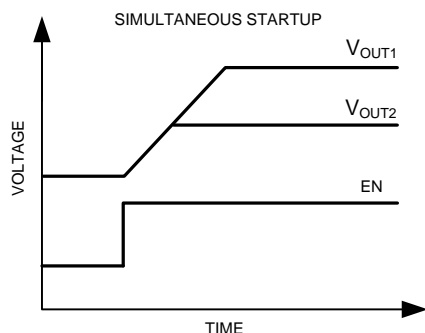 SIMULTANEOUS STARTUP
VOUT1
VOUT2
EN
VOLTAGE
TIME